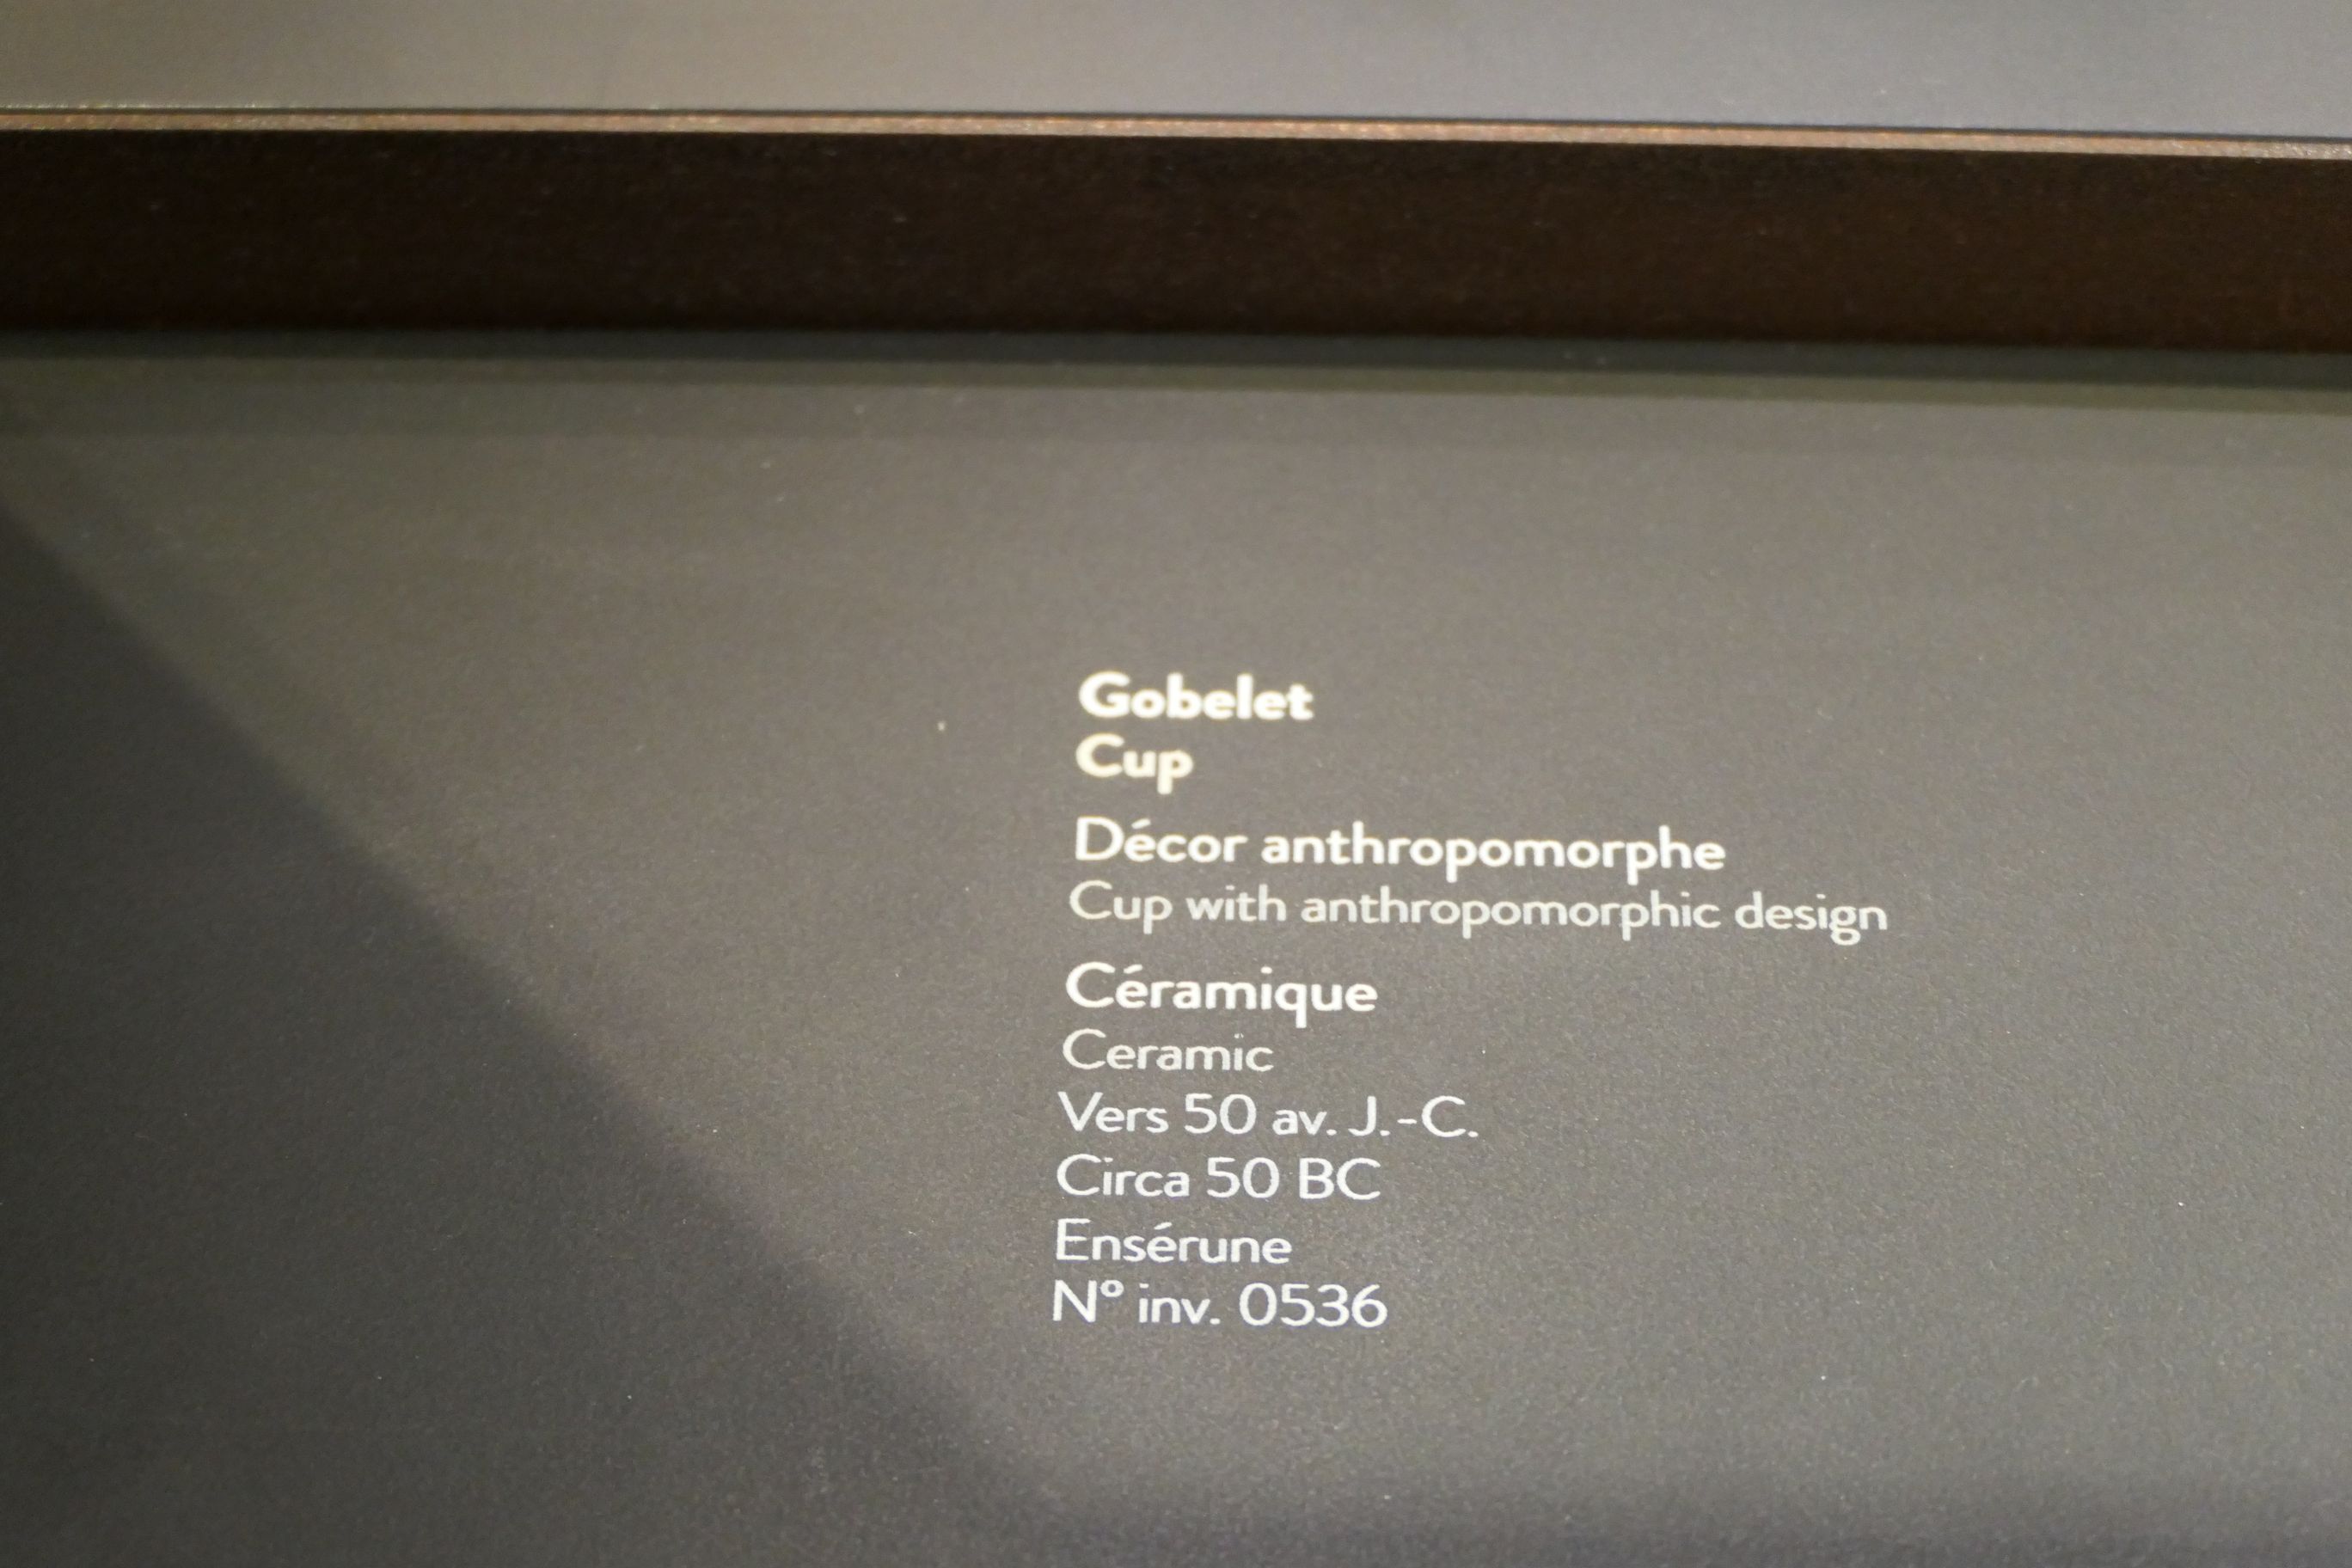 Gobelet
Cup
Décor anthropomorphe
Cup with anthropomorphic design
Céramique
Ceramic
Vers 50 av. J.-C.
Circa 50 BC
Ensérune
N° inv. 0536